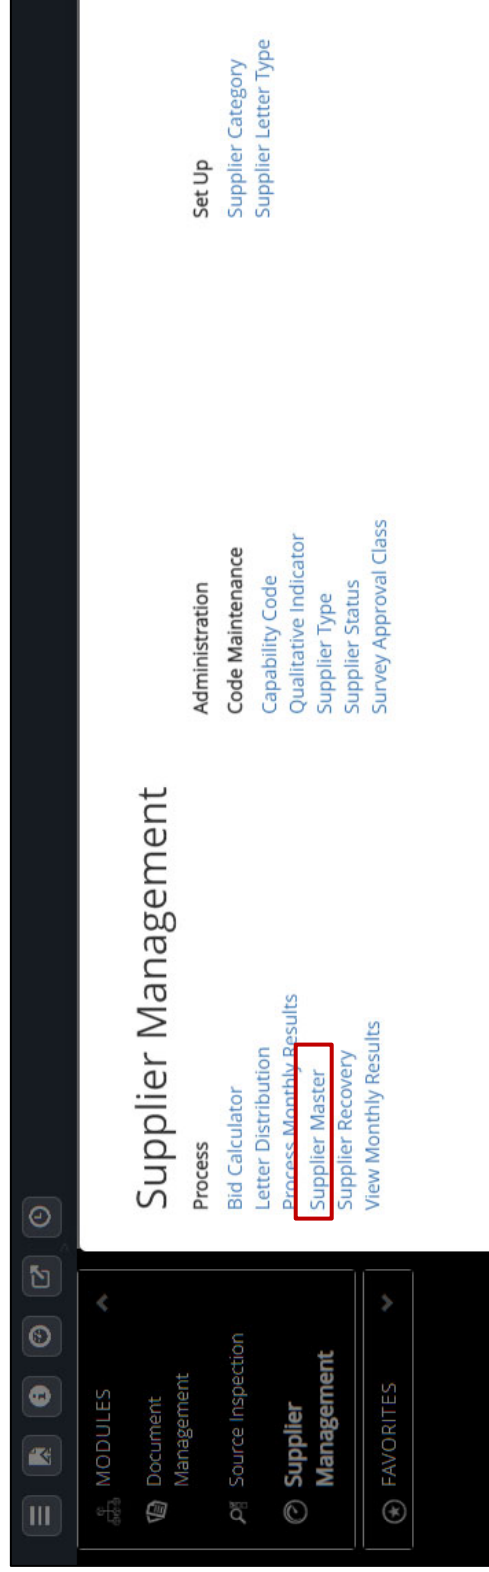 MODULES
Document
Management
Source Inspection
Supplier
Management
FAVORITES
Supplier Management
Process
Bid Calculator
Letter Distribution
Process Monthly Results
Supplier Master
Supplier Recovery
View Monthly Results
Administration
Code Maintenance
Capability Code
Qualitative Indicator
Supplier Type
Supplier Status
Survey Approval Class
Set Up
Supplier Category
Supplier Letter Type